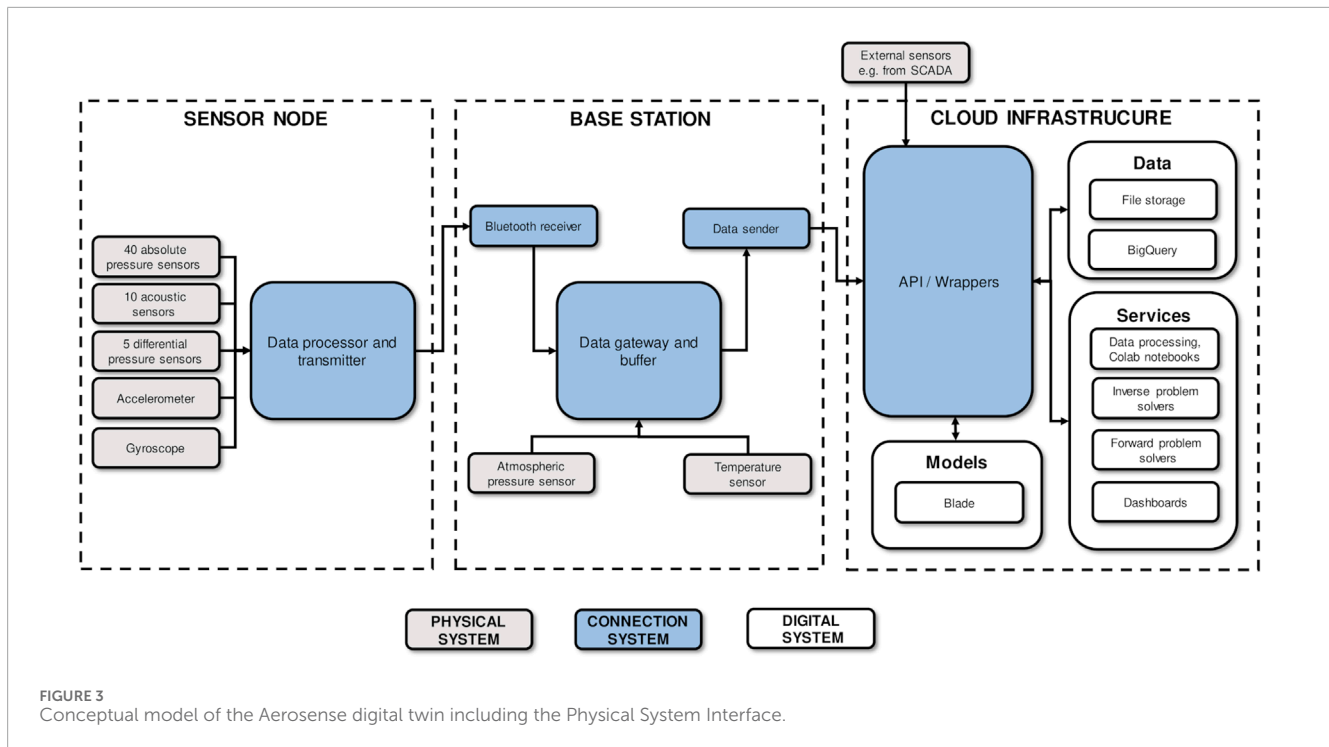 External sensors
e.g. from SCADA
SENSOR NODE
BASE STATION
CLOUD INFRASTRUCURE
40 absolute
pressure sensors
10 acoustic
sensors
5 differential
pressure sensors
Accelerometer
Gyroscope
Data processor and
transmitter
Bluetooth receiver
Data sender
Data gateway and
buffer
Atmospheric
pressure sensor
Temperature
sensor
API / Wrappers
Data
File storage
BigQuery
Services
Data processing,
Colab notebooks
Inverse problem
solvers
Forward problem
solvers
Dashboards
Models
Blade
PHYSICAL
SYSTEM
CONNECTION
SYSTEM
DIGITAL
SYSTEM
FIGURE 3
Conceptual model of the Aerosense digital twin including the Physical System Interface.